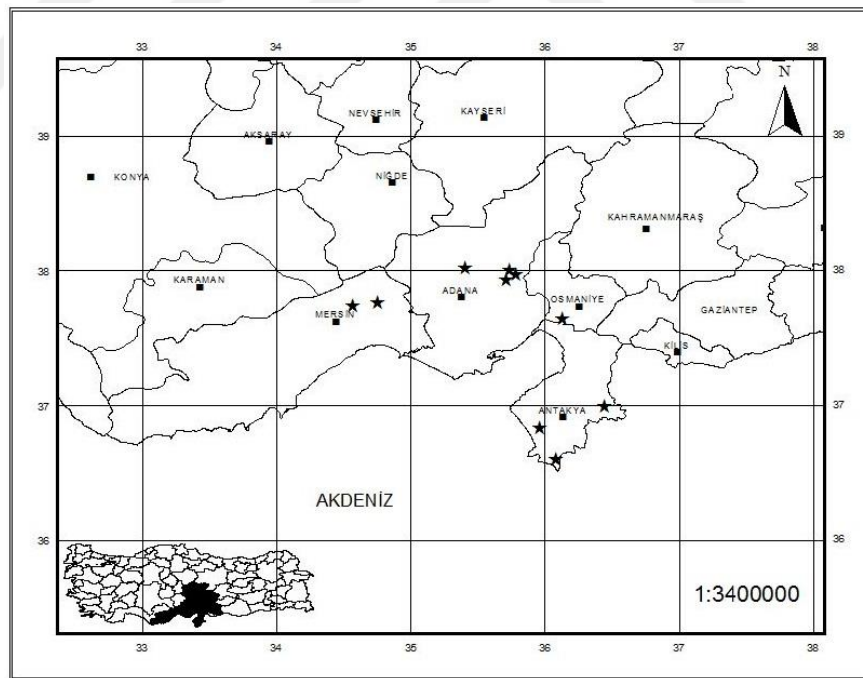 33 34 35 36 37 38
N
39 39
NEVŞEHİR
KAYSERİ
AKSARAY
KONYA
NİĞDE
KAHRAMANMARAŞ
38 38
KARAMAN
ADANA
OSMANİYE
GAZİANTEP
MERSİN
KİLİS
37 37
ANTAKYA
AKDENİZ
36 36
1:3400000
33 34 35 36 37 38